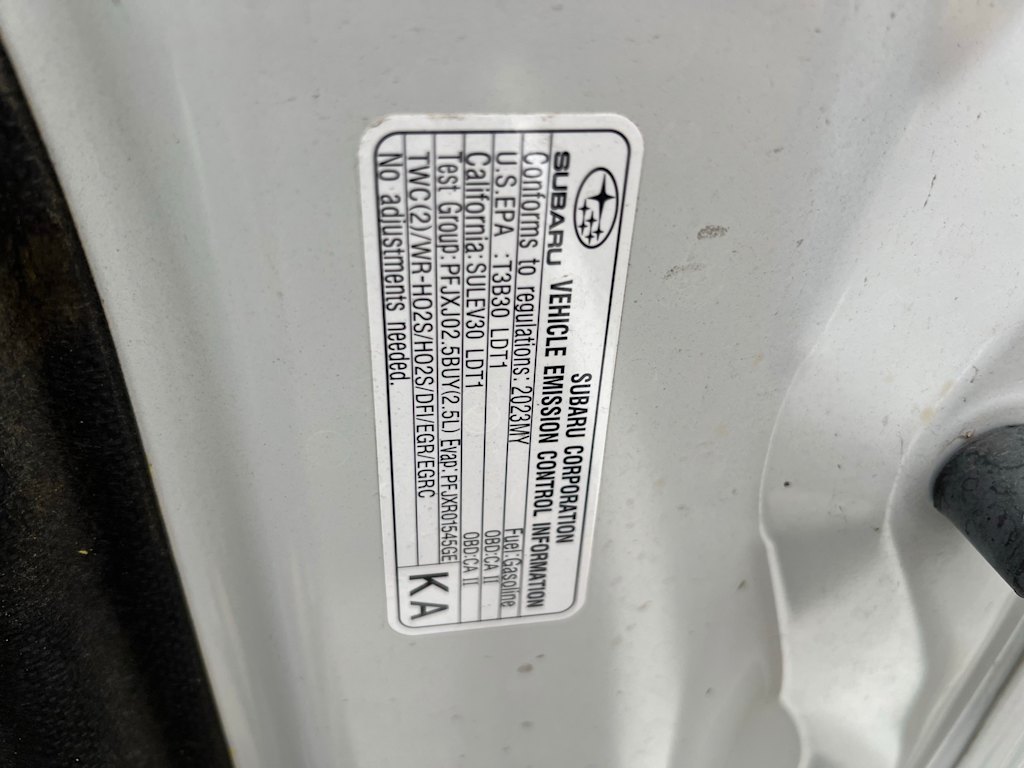 SUBARU CORPORATION
SUBARU VEHICLE EMISSION CONTROL INFORMATION
Conforms to regulations: 2023MY Fuel:Gasoline
U.S.EPA :T3B30 LDT1 OBD:CA II
California:SULEV30 LDT1 OBD:CA II
Test Group:PFJXJ02.5BUY(2.5L) Evap:PFJXR01545GE
TWC(2)/WR-HO2S/HO2S/DFI/EGR/EGRC
No adjustments needed. KA